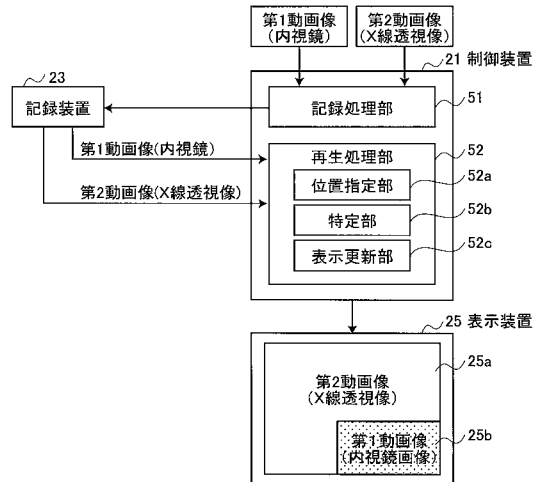 第1動画像
(内視鏡)
第2動画像
(X線透視像)
21 制御装置
23
記録装置
記録処理部
51
第1動画像(内視鏡)
第2動画像(X線透視像)
再生処理部
52
位置指定部
52a
特定部
52b
表示更新部
52c
25 表示装置
25a
第2動画像
(X線透視像)
第1動画像
(内視鏡画像)
25b